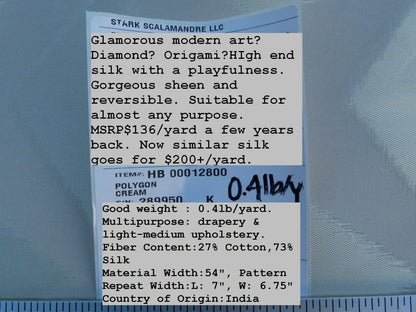 STARK SCALAMANDRE LLC
Glamorous modern art?
Diamond? Origami?HIgh end
silk with a playfulness.
Gorgeous sheen and
reversible. Suitable for
almost any purpose.
MSRP$136/yard a few years
back. Now similar silk
goes for $200+/yard.
ITEM#: HB 00012800
POLYGON
CREAM
0.4lb/y
289950 K
Good weight : 0.4lb/yard.
Multipurpose: drapery &
light-medium upholstery.
Fiber Content:27% Cotton,73%
Silk
Material Width:54", Pattern
Repeat Width:L: 7", W: 6.75"
Country of Origin:India